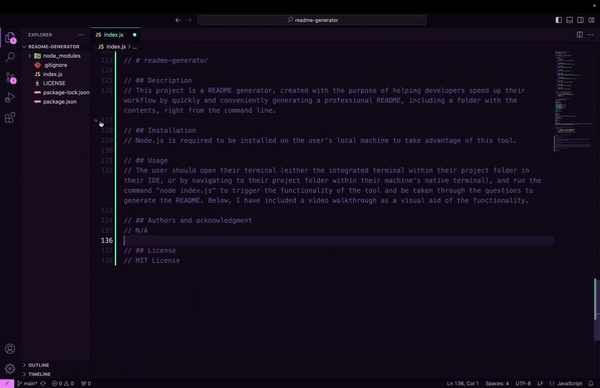 readme-generator
EXPLORER
index.js
README-GENERATOR
node_modules
.gitignore
index.js
LICENSE
package-lock.json
package.json
index.js > ...
123 // # readme-generator
124
125 // ## Description
126 // This project is a README generator, created with the purpose of helping developers speed up their
workflow by quickly and conveniently generating a professional README, including a folder with the
contents, right from the command line.
127
128 // ## Installation
129 // Node.js is required to be installed on the user's local machine to take advantage of this tool.
130
131 // ## Usage
132 // The user should open their terminal (either the integrated terminal within their project folder in
their IDE, or by navigating to their project folder within their machine's native terminal), and run the
command "node index.js" to trigger the functionality of the tool and be taken through the questions to
generate the README. Below, I have included a video walkthrough as a visual aid of the functionality.
133
134 // ## Authors and acknowledgment
135 // N/A
136
137 // ## License
138 // MIT License
OUTLINE
TIMELINE
main*
0 0
0
Ln 136, Col 1
Spaces: 4
UTF-8
LF
{} JavaScript